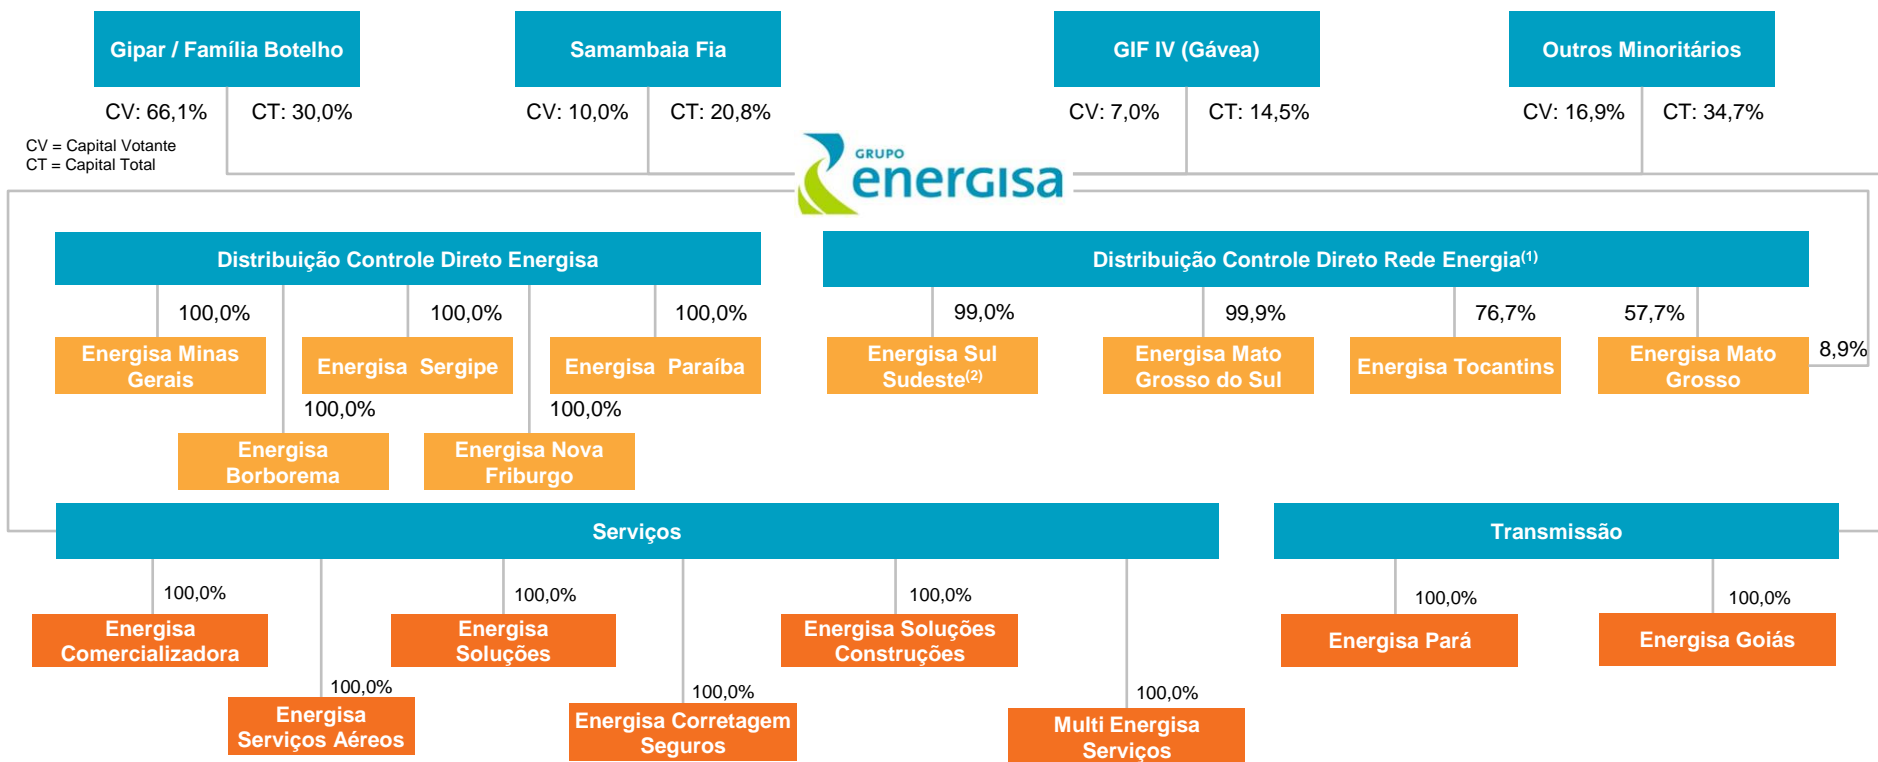 Gipar / Família Botelho
Samambaia Fia
GIF IV (Gávea)
Outros Minoritários
CV: 66,1%
CT: 30,0%
CV: 10,0%
CT: 20,8%
CV: 7,0%
CT: 14,5%
CV: 16,9%
CT: 34,7%
CV = Capital Votante
CT = Capital Total
GRUPO
energisa
Distribuição Controle Direto Energisa
100,0%
100,0%
100,0%
Energisa Minas
Gerais
Energisa Sergipe
Energisa Paraíba
100,0%
100,0%
Energisa
Borborema
Energisa Nova
Friburgo
Distribuição Controle Direto Rede Energia(1)
99,0%
99,9%
76,7%
57,7%
Energisa Sul
Sudeste(2)
Energisa Mato
Grosso do Sul
Energisa Tocantins
Energisa Mato
Grosso
8,9%
Serviços
100,0%
100,0%
100,0%
Energisa
Comercializadora
Energisa
Soluções
Energisa Soluções
Construções
100,0%
100,0%
100,0%
Energisa
Serviços Aéreos
Energisa Corretagem
Seguros
Multi Energisa
Serviços
Transmissão
100,0%
100,0%
Energisa Pará
Energisa Goiás